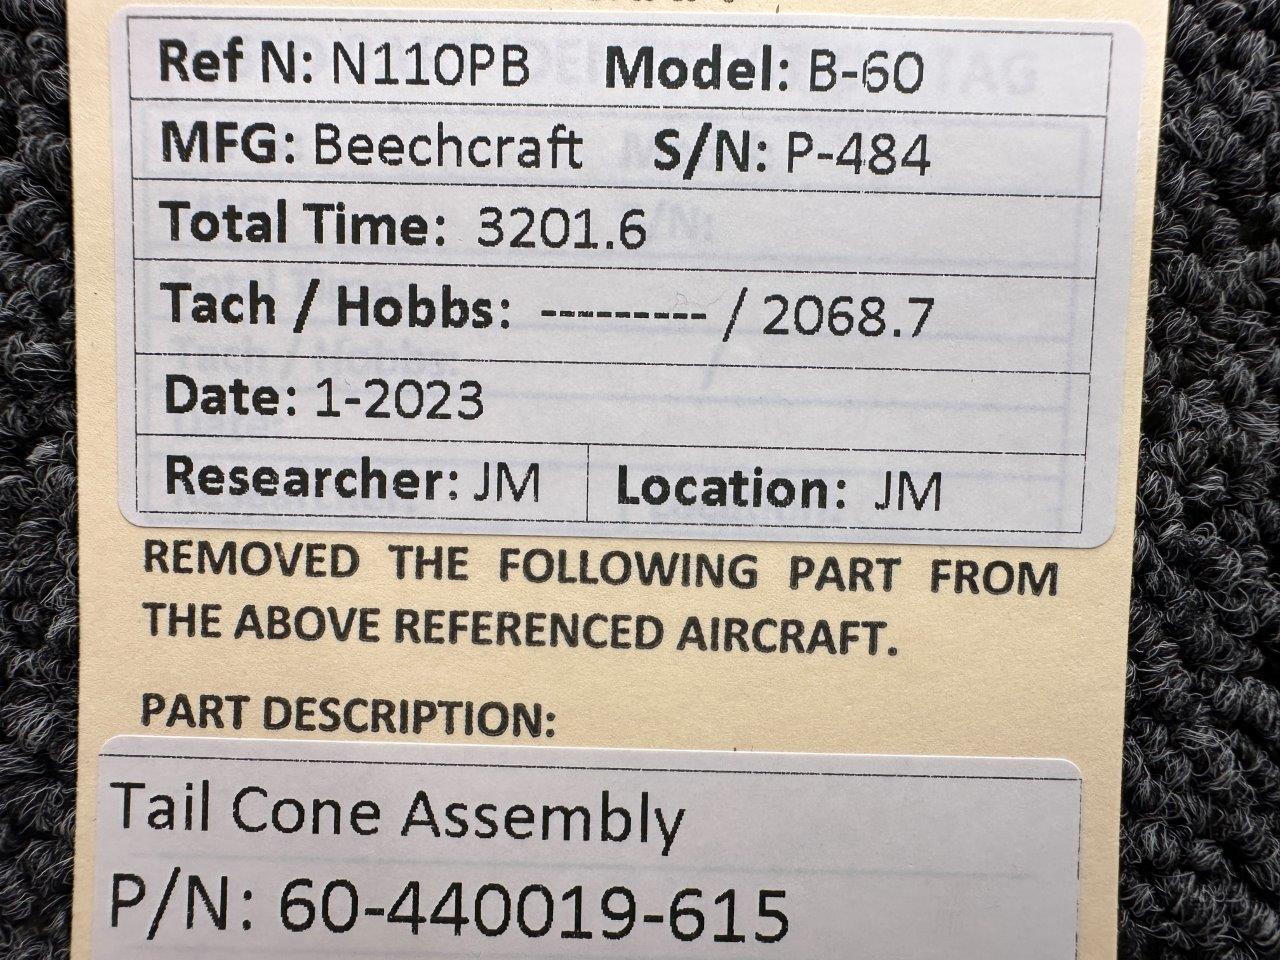 Ref N: N110PB Model: B-60
MFG: Beechcraft S/N: P-484
Total Time: 3201.6
Tach / Hobbs: --------- / 2068.7
Date: 1-2023
Researcher: JM Location: JM
REMOVED THE FOLLOWING PART FROM
THE ABOVE REFERENCED AIRCRAFT.
PART DESCRIPTION:
Tail Cone Assembly
P/N: 60-440019-615